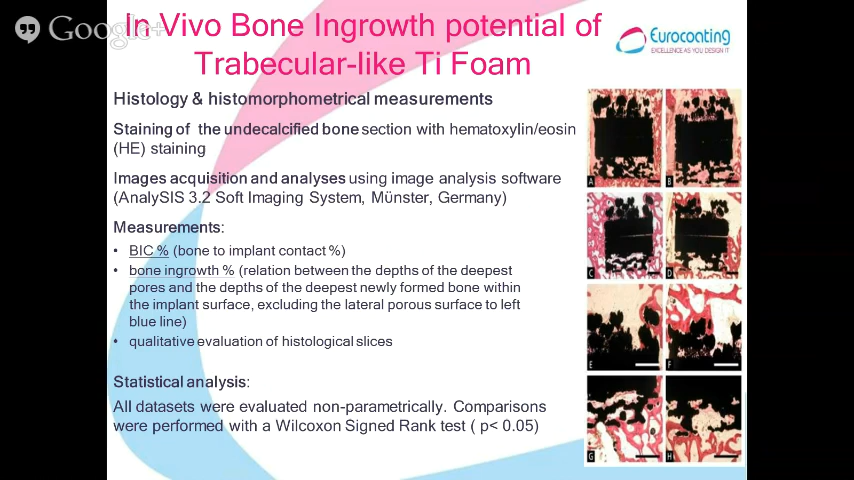 Google+
In Vivo Bone Ingrowth potential of
Trabecular-like Ti Foam
Eurocoating
EXCELLENCE AS YOU DESIGN IT
Histology & histomorphometrical measurements
Staining of the undecalcified bone section with hematoxylin/eosin
(HE) staining
Images acquisition and analyses using image analysis software
(AnalySIS 3.2 Soft Imaging System, Münster, Germany)
Measurements:
• BIC % (bone to implant contact %)
• bone ingrowth % (relation between the depths of the deepest
pores and the depths of the deepest newly formed bone within
the implant surface, excluding the lateral porous surface to left
blue line)
• qualitative evaluation of histological slices
Statistical analysis:
All datasets were evaluated non-parametrically. Comparisons
were performed with a Wilcoxon Signed Rank test ( p< 0.05)
A
B
C
D
E
F
G
H